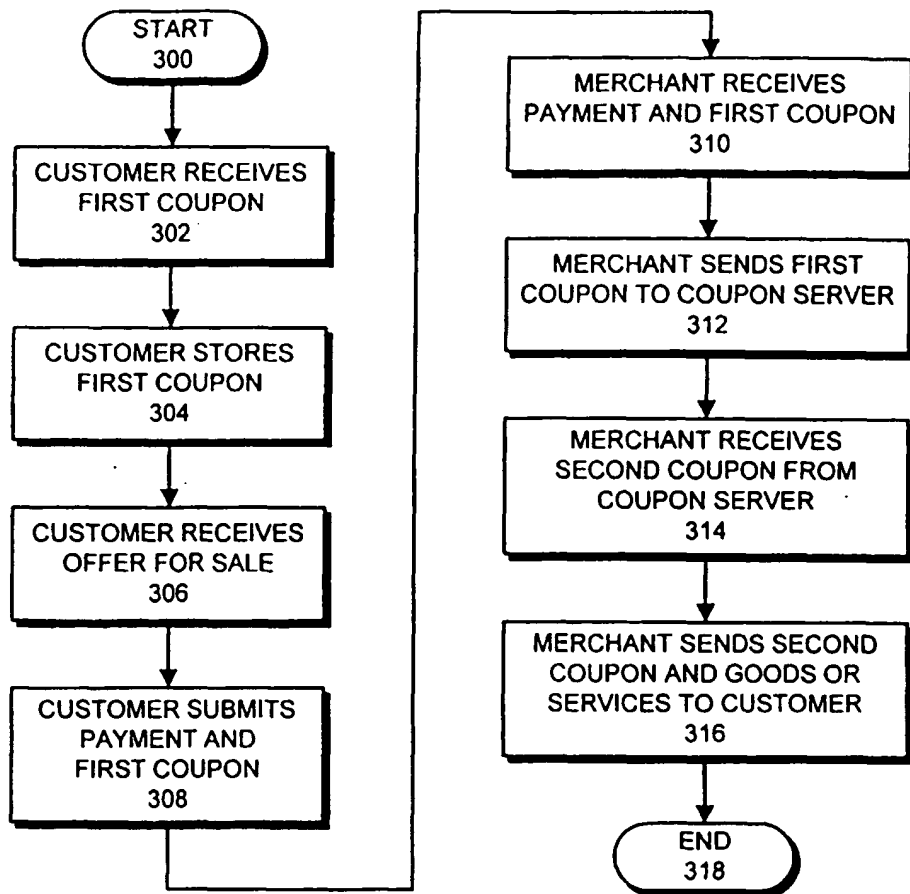 START
300
CUSTOMER RECEIVES
FIRST COUPON
302
CUSTOMER STORES
FIRST COUPON
304
CUSTOMER RECEIVES
OFFER FOR SALE
306
CUSTOMER SUBMITS
PAYMENT AND
FIRST COUPON
308
MERCHANT RECEIVES
PAYMENT AND FIRST COUPON
310
MERCHANT SENDS FIRST
COUPON TO COUPON SERVER
312
MERCHANT RECEIVES
SECOND COUPON FROM
COUPON SERVER
314
MERCHANT SENDS SECOND
COUPON AND GOODS OR
SERVICES TO CUSTOMER
316
END
318